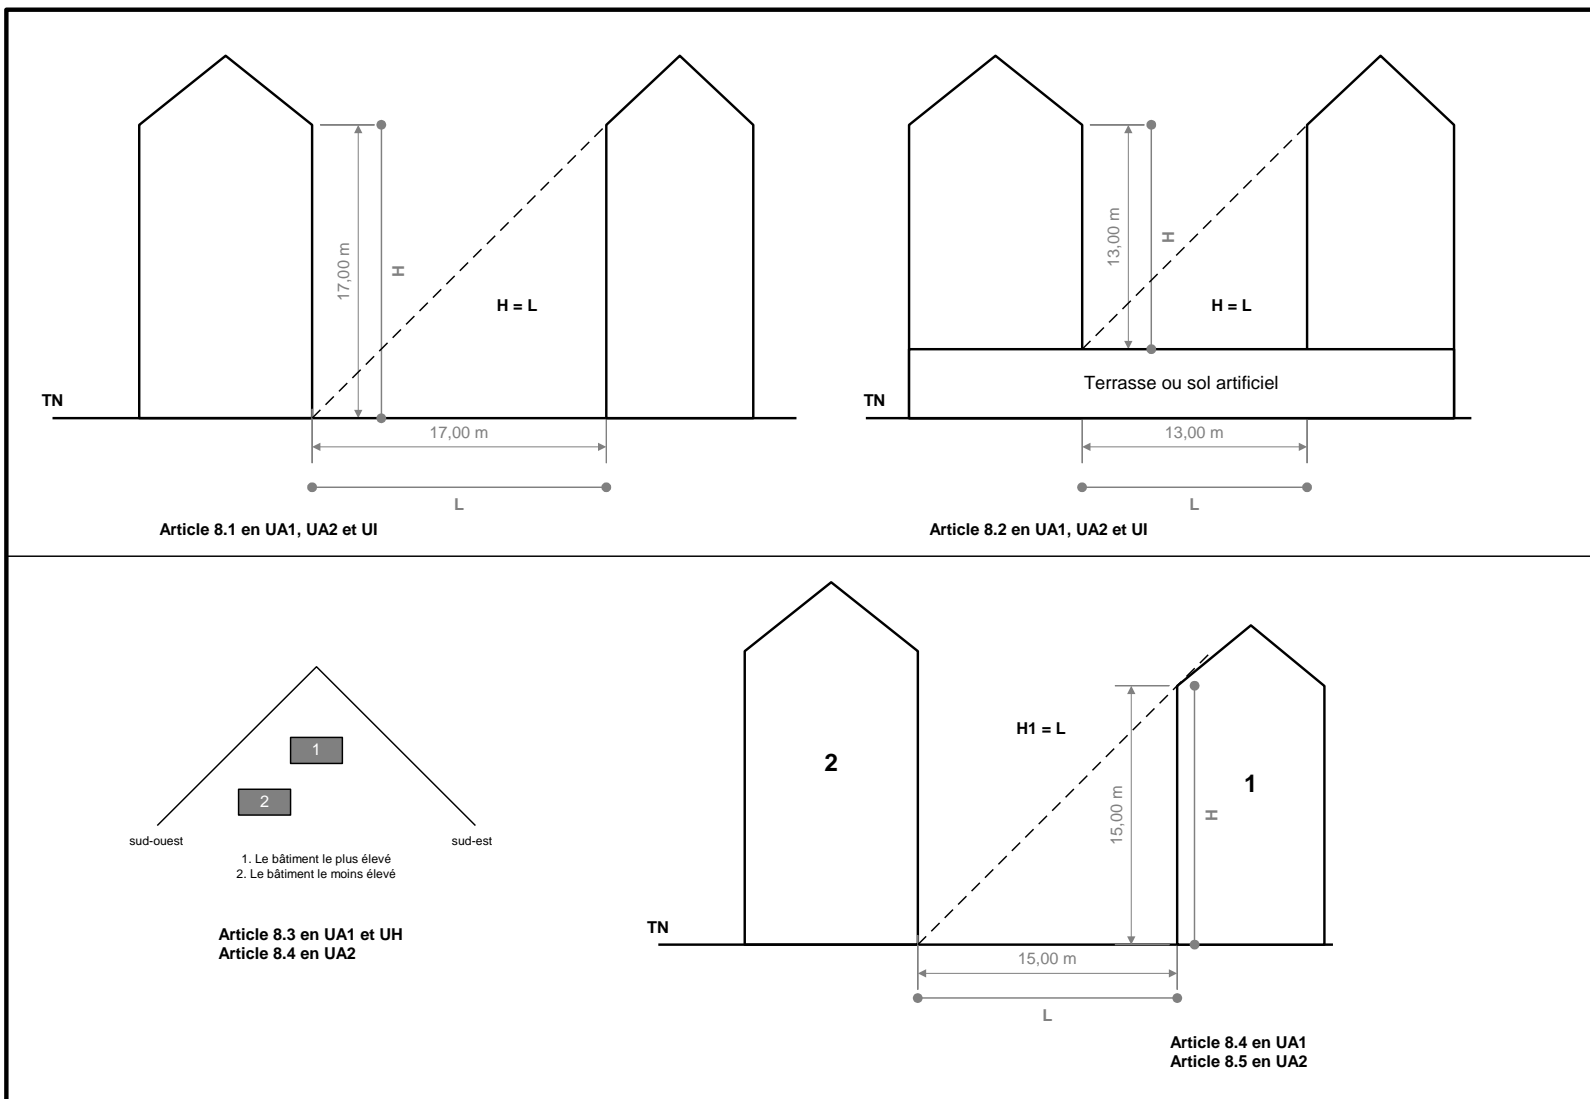 17,00 m
H
H = L
TN
17,00 m
L
Article 8.1 en UA1, UA2 et UI
13,00 m
H
H = L
Terrasse ou sol artificiel
TN
13,00 m
L
Article 8.2 en UA1, UA2 et UI
1
2
sud-ouest
sud-est
1. Le bâtiment le plus élevé
2. Le bâtiment le moins élevé
Article 8.3 en UA1 et UH
Article 8.4 en UA2
H1 = L
2
1
15,00 m
H
TN
15,00 m
L
Article 8.4 en UA1
Article 8.5 en UA2